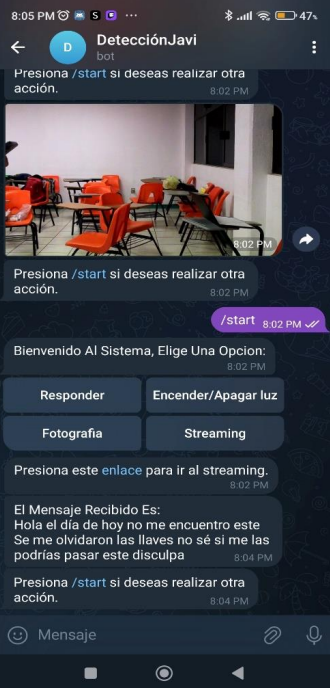 8:05 PM
S
47%
D
DetecciónJavi
bot
Presiona /start si deseas realizar otra
acción.
8:02 PM
8:02 PM
Presiona /start si deseas realizar otra
acción.
8:02 PM
/start 8:02 PM
Bienvenido Al Sistema, Elige Una Opcion:
8:02 PM
Responder
Encender/Apagar luz
Fotografia
Streaming
Presiona este enlace para ir al streaming.
8:02 PM
El Mensaje Recibido Es:
Hola el día de hoy no me encuentro este
Se me olvidaron las llaves no sé si me las
podrías pasar este disculpa
8:04 PM
Presiona /start si deseas realizar otra
acción.
8:04 PM
Mensaje